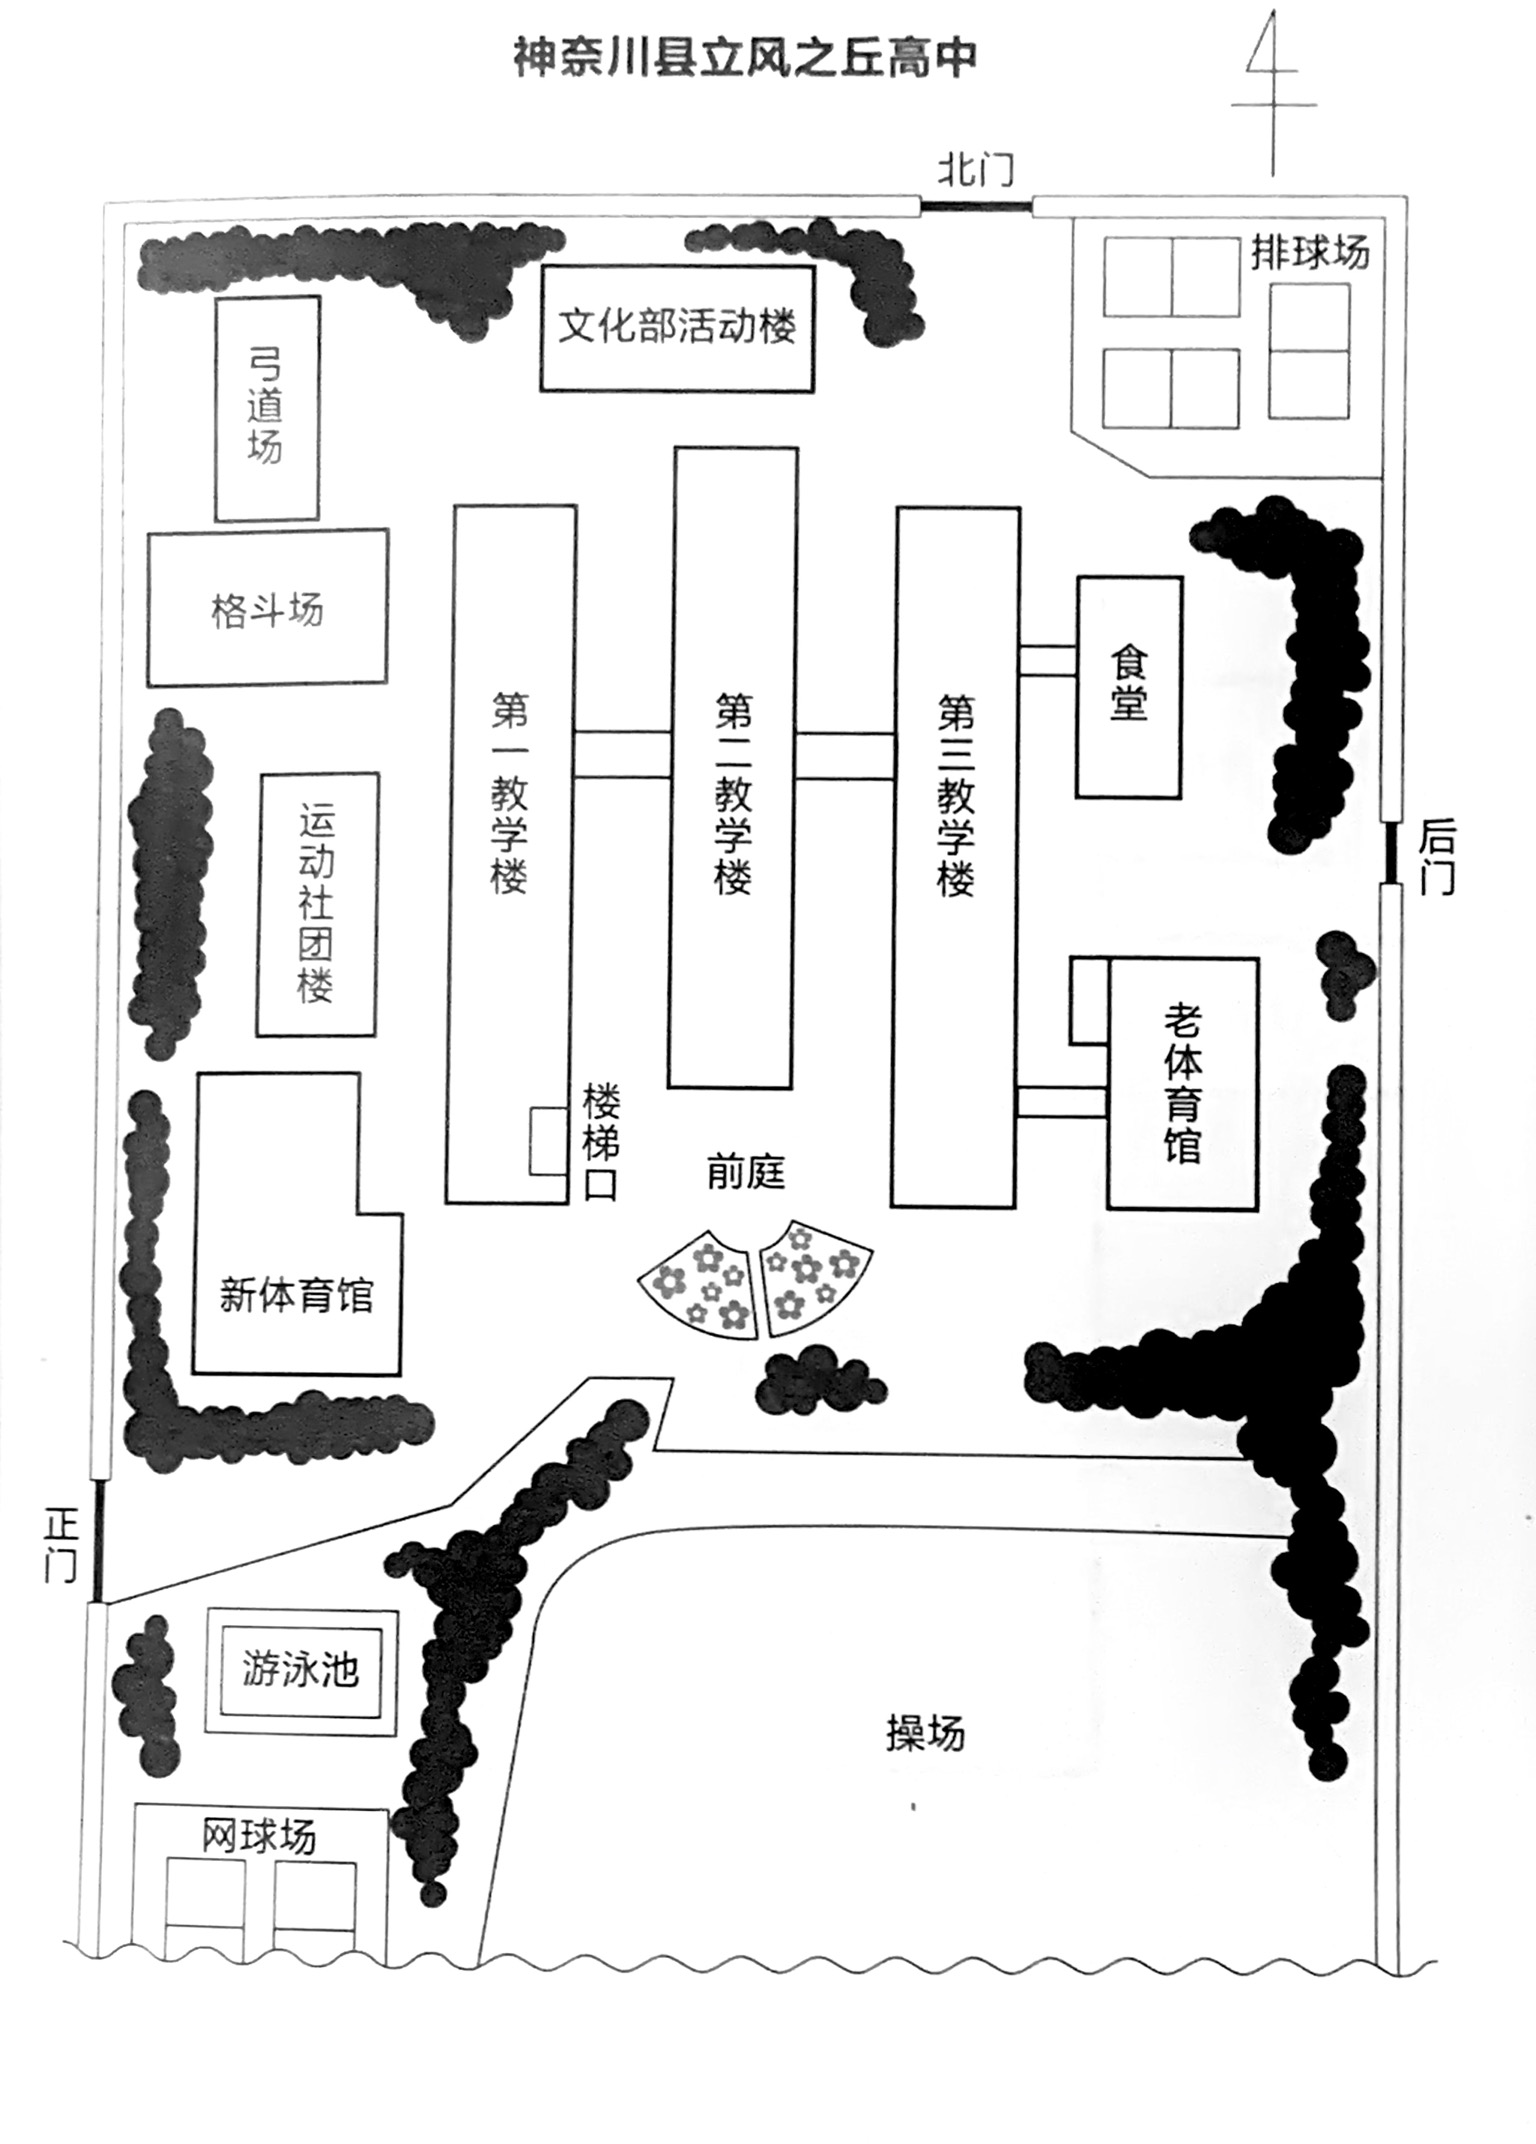 神奈川县立风之丘高中
北门
排球场
文化部活动楼
弓道场
格斗场
食堂
第一教学楼
第二教学楼
第三教学楼
运动社团楼
后门
老体育馆
楼梯口
前庭
新体育馆
正门
游泳池
操场
网球场